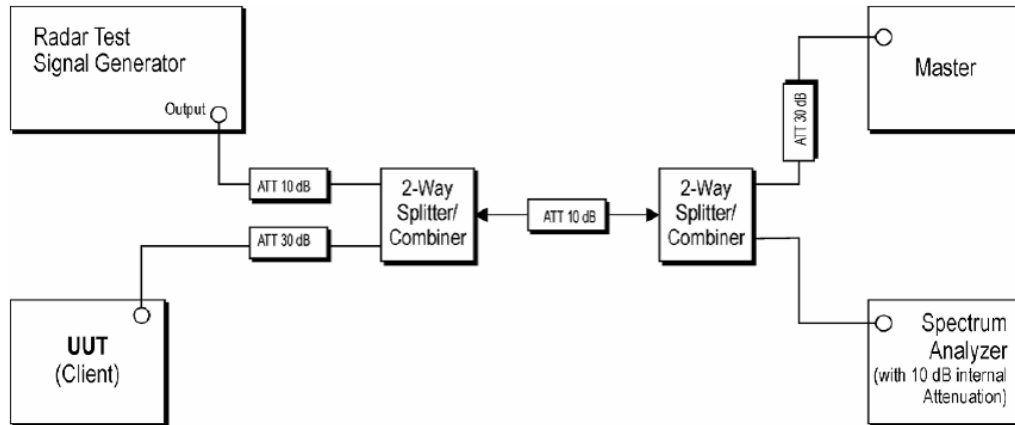 Radar Test
Signal Generator
Output
ATT 10 dB
ATT 30 dB
UUT
(Client)
2-Way
Splitter/
Combiner
ATT 10 dB
2-Way
Splitter/
Combiner
ATT 30 dB
Master
Spectrum
Analyzer
(with 10 dB internal
Attenuation)